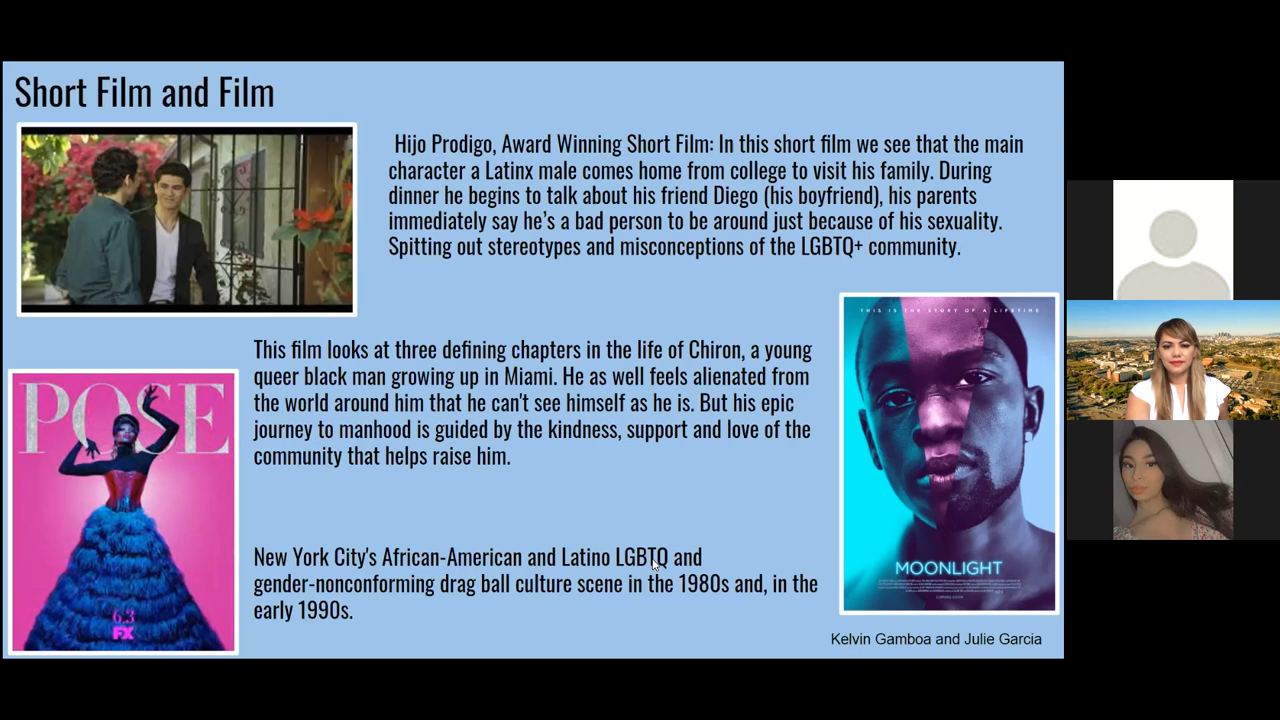 Short Film and Film
Hijo Prodigo, Award Winning Short Film: In this short film we see that the main
character a Latinx male comes home from college to visit his family. During
dinner he begins to talk about his friend Diego (his boyfriend), his parents
immediately say he's a bad person to be around just because of his sexuality.
Spitting out stereotypes and misconceptions of the LGBTQ+ community.
This film looks at three defining chapters in the life of Chiron, a young
queer black man growing up in Miami. He as well feels alienated from
the world around him that he can't see himself as he is. But his epic
journey to manhood is guided by the kindness, support and love of the
community that helps raise him.
THIS IS THE STORY OF A LIFETIME
MOONLIGHT
COMING SOON
POSE
6.3
FX
New York City's African-American and Latino LGBTQ and
gender-nonconforming drag ball culture scene in the 1980s and, in the
early 1990s.
Kelvin Gamboa and Julie Garcia